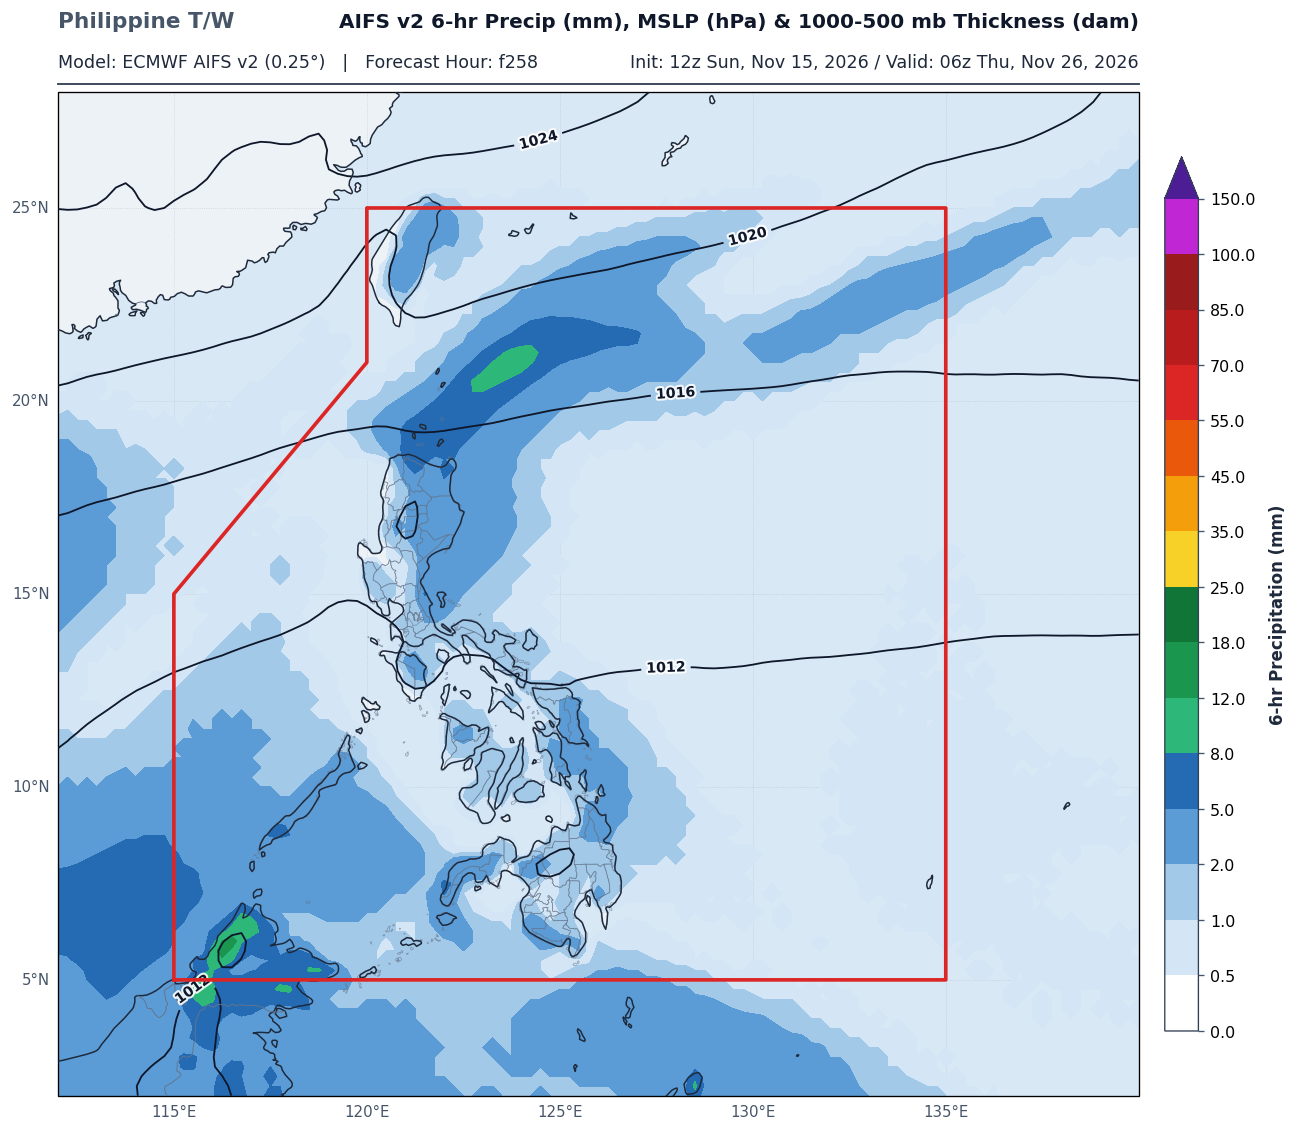 Philippine T/W
AIFS v2 6-hr Precip (mm), MSLP (hPa) & 1000-500 mb Thickness (dam)
Model: ECMWF AIFS v2 (0.25°) | Forecast Hour: f258
Init: 12z Sun, Nov 15, 2026 / Valid: 06z Thu, Nov 26, 2026
1024
1020
1016
1012
1012
25°N
20°N
15°N
10°N
5°N
115°E
120°E
125°E
130°E
135°E
150.0
100.0
85.0
70.0
55.0
45.0
35.0
25.0
18.0
12.0
8.0
5.0
2.0
1.0
0.5
0.0
6-hr Precipitation (mm)